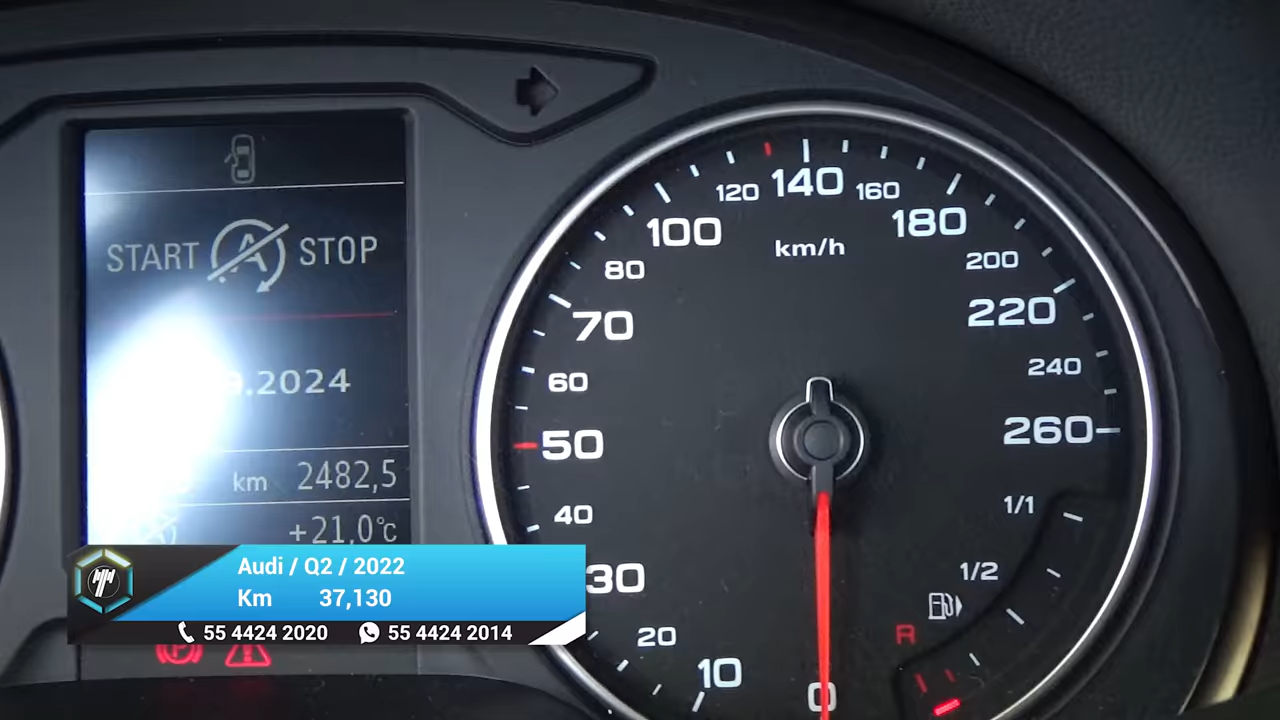 START A STOP
.2024
km 2482,5
+21,0°C
Audi / Q2 / 2022
Km 37,130
55 4424 2020 55 4424 2014
0
10
20
30
40
50
60
70
80
100
120
140
160
180
200
220
240
260
km/h
1/1
1/2
R